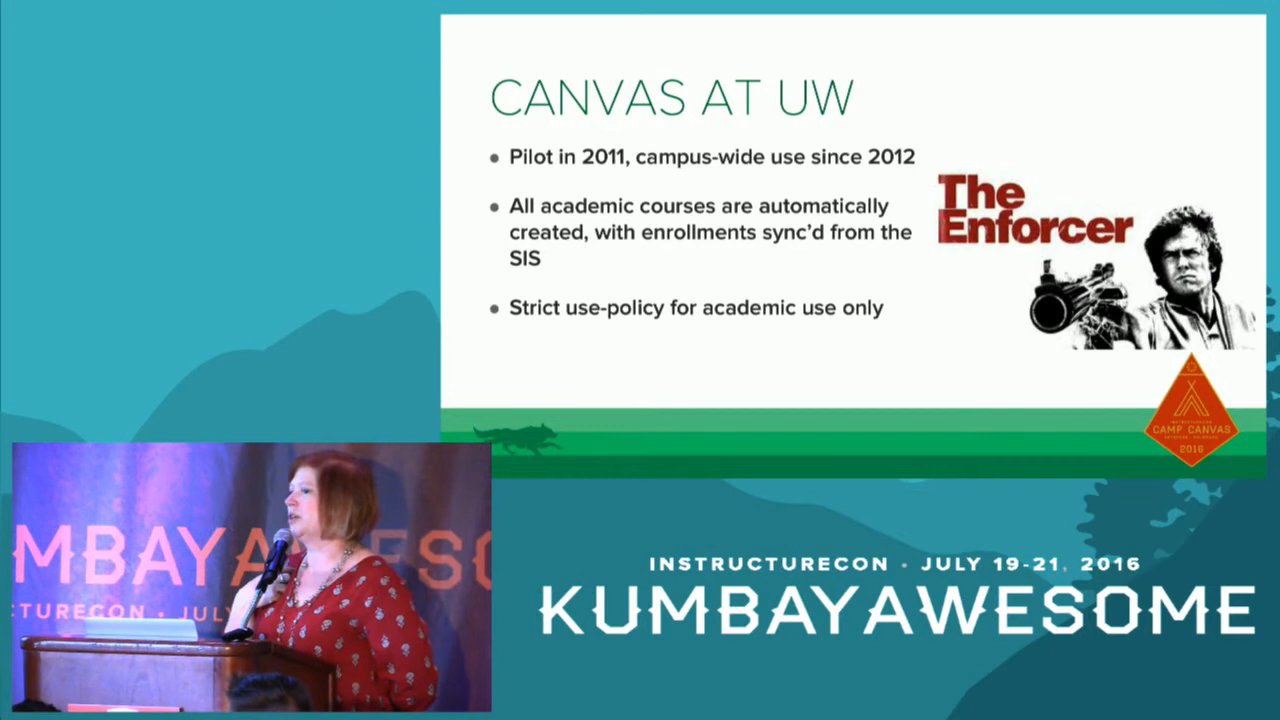 CANVAS AT UW
• Pilot in 2011, campus-wide use since 2012
• All academic courses are automatically
created, with enrollments sync'd from the
SIS
• Strict use-policy for academic use only
The
Enforcer
CAMP CANVAS
2016
MBAYAWESO
CTURECON • JULY
INSTRUCTURECON • JULY 19-21, 2016
KUMBAYAWESOME